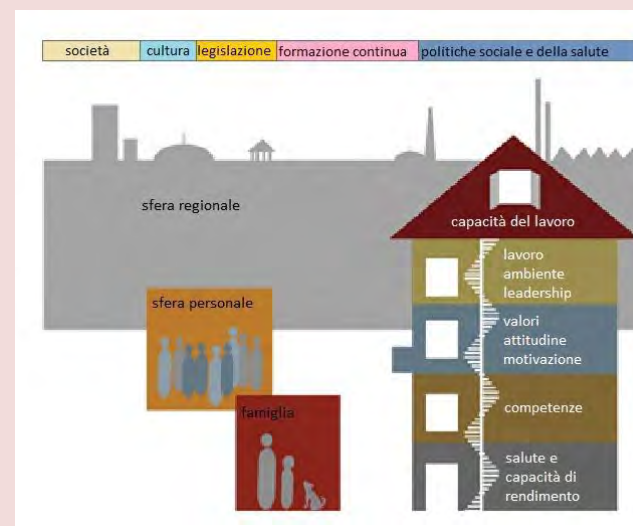 società cultura legislazione formazione continua politiche sociale e della salute
sfera regionale
capacità del lavoro
lavoro
ambiente
leadership
sfera personale
valori
attitudine
motivazione
famiglia
competenze
salute e
capacità di
rendimento